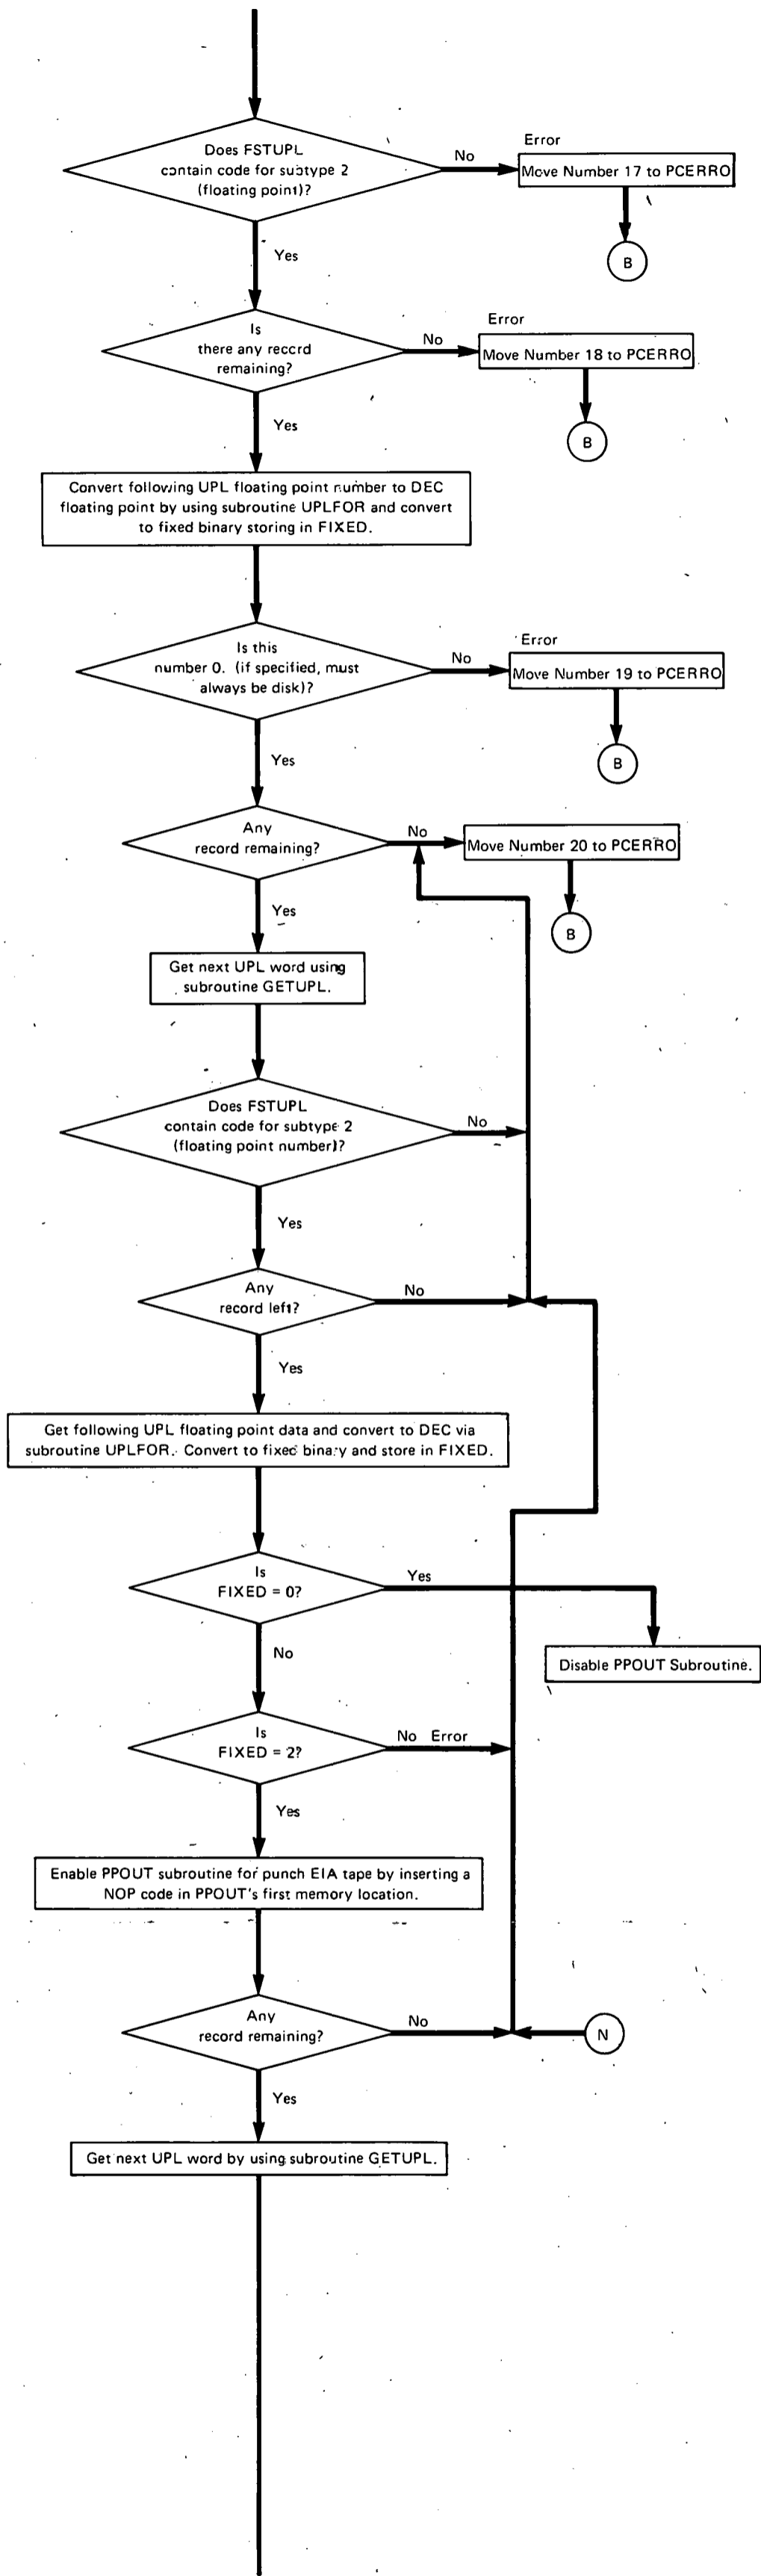 Does FSTUPL
contain code for subtype 2
(floating point)?
No
Error
Move Number 17 to PCERRO
B
Yes
Is
there any record
remaining?
No
Error
Move Number 18 to PCERRO
B
Yes
Convert following UPL floating point number to DEC
floating point by using subroutine UPLFOR and convert
to fixed binary storing in FIXED.
Is this
number 0. (if specified, must
always be disk)?
No
Error
Move Number 19 to PCERRO
B
Yes
Any
record remaining?
No
Move Number 20 to PCERRO
B
Yes
Get next UPL word using
subroutine GETUPL.
Does FSTUPL
contain code for subtype 2
(floating point number)?
No
Yes
Any
record left?
No
Yes
Get following UPL floating point data and convert to DEC via
subroutine UPLFOR. Convert to fixed binary and store in FIXED.
Is
FIXED = 0?
Yes
Disable PPOUT Subroutine.
No
Is
FIXED = 2?
No Error
Yes
Enable PPOUT subroutine for punch EIA tape by inserting a
NOP code in PPOUT's first memory location.
Any
record remaining?
No
N
Yes
Get next UPL word by using subroutine GETUPL.